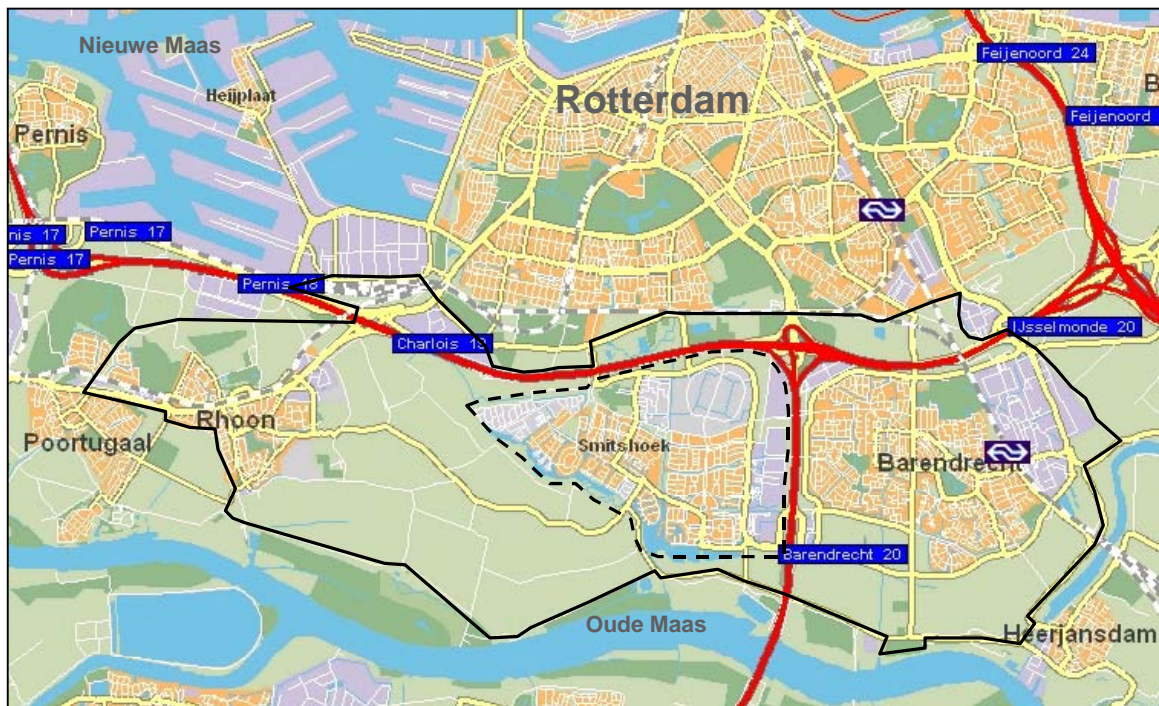 Nieuwe Maas
Feijenoord 24
Heijplaat
Rotterdam
B
Feijenoord
Pernis
nis 17
Pernis 17
Pernis 17
Pernis 18
IJsselmonde 20
Charlois 19
Rhoon
Poortugaal
Smitshoek
Barendrecht
Barendrecht 20
Oude Maas
Heerjansdam